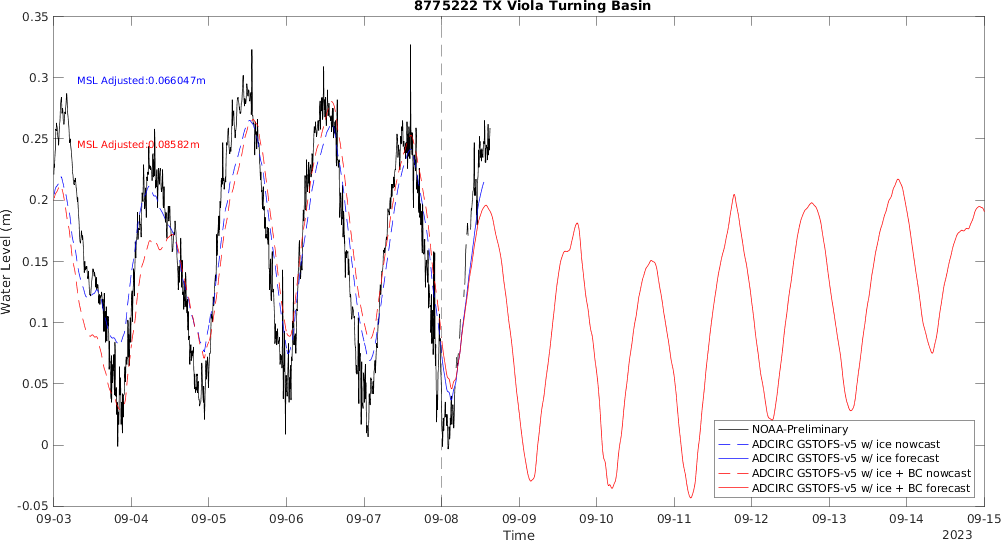 8775222 TX Viola Turning Basin
0.35
0.3
0.25
0.2
0.15
0.1
0.05
0
-0.05
Water Level (m)
MSL Adjusted:0.066047m
MSL Adjusted:0.08582m
NOAA-Preliminary
ADCIRC GSTOFS-v5 w/ ice nowcast
ADCIRC GSTOFS-v5 w/ ice forecast
ADCIRC GSTOFS-v5 w/ ice + BC nowcast
ADCIRC GSTOFS-v5 w/ ice + BC forecast
09-03 09-04 09-05 09-06 09-07 09-08 09-09 09-10 09-11 09-12 09-13 09-14 09-15
Time
2023